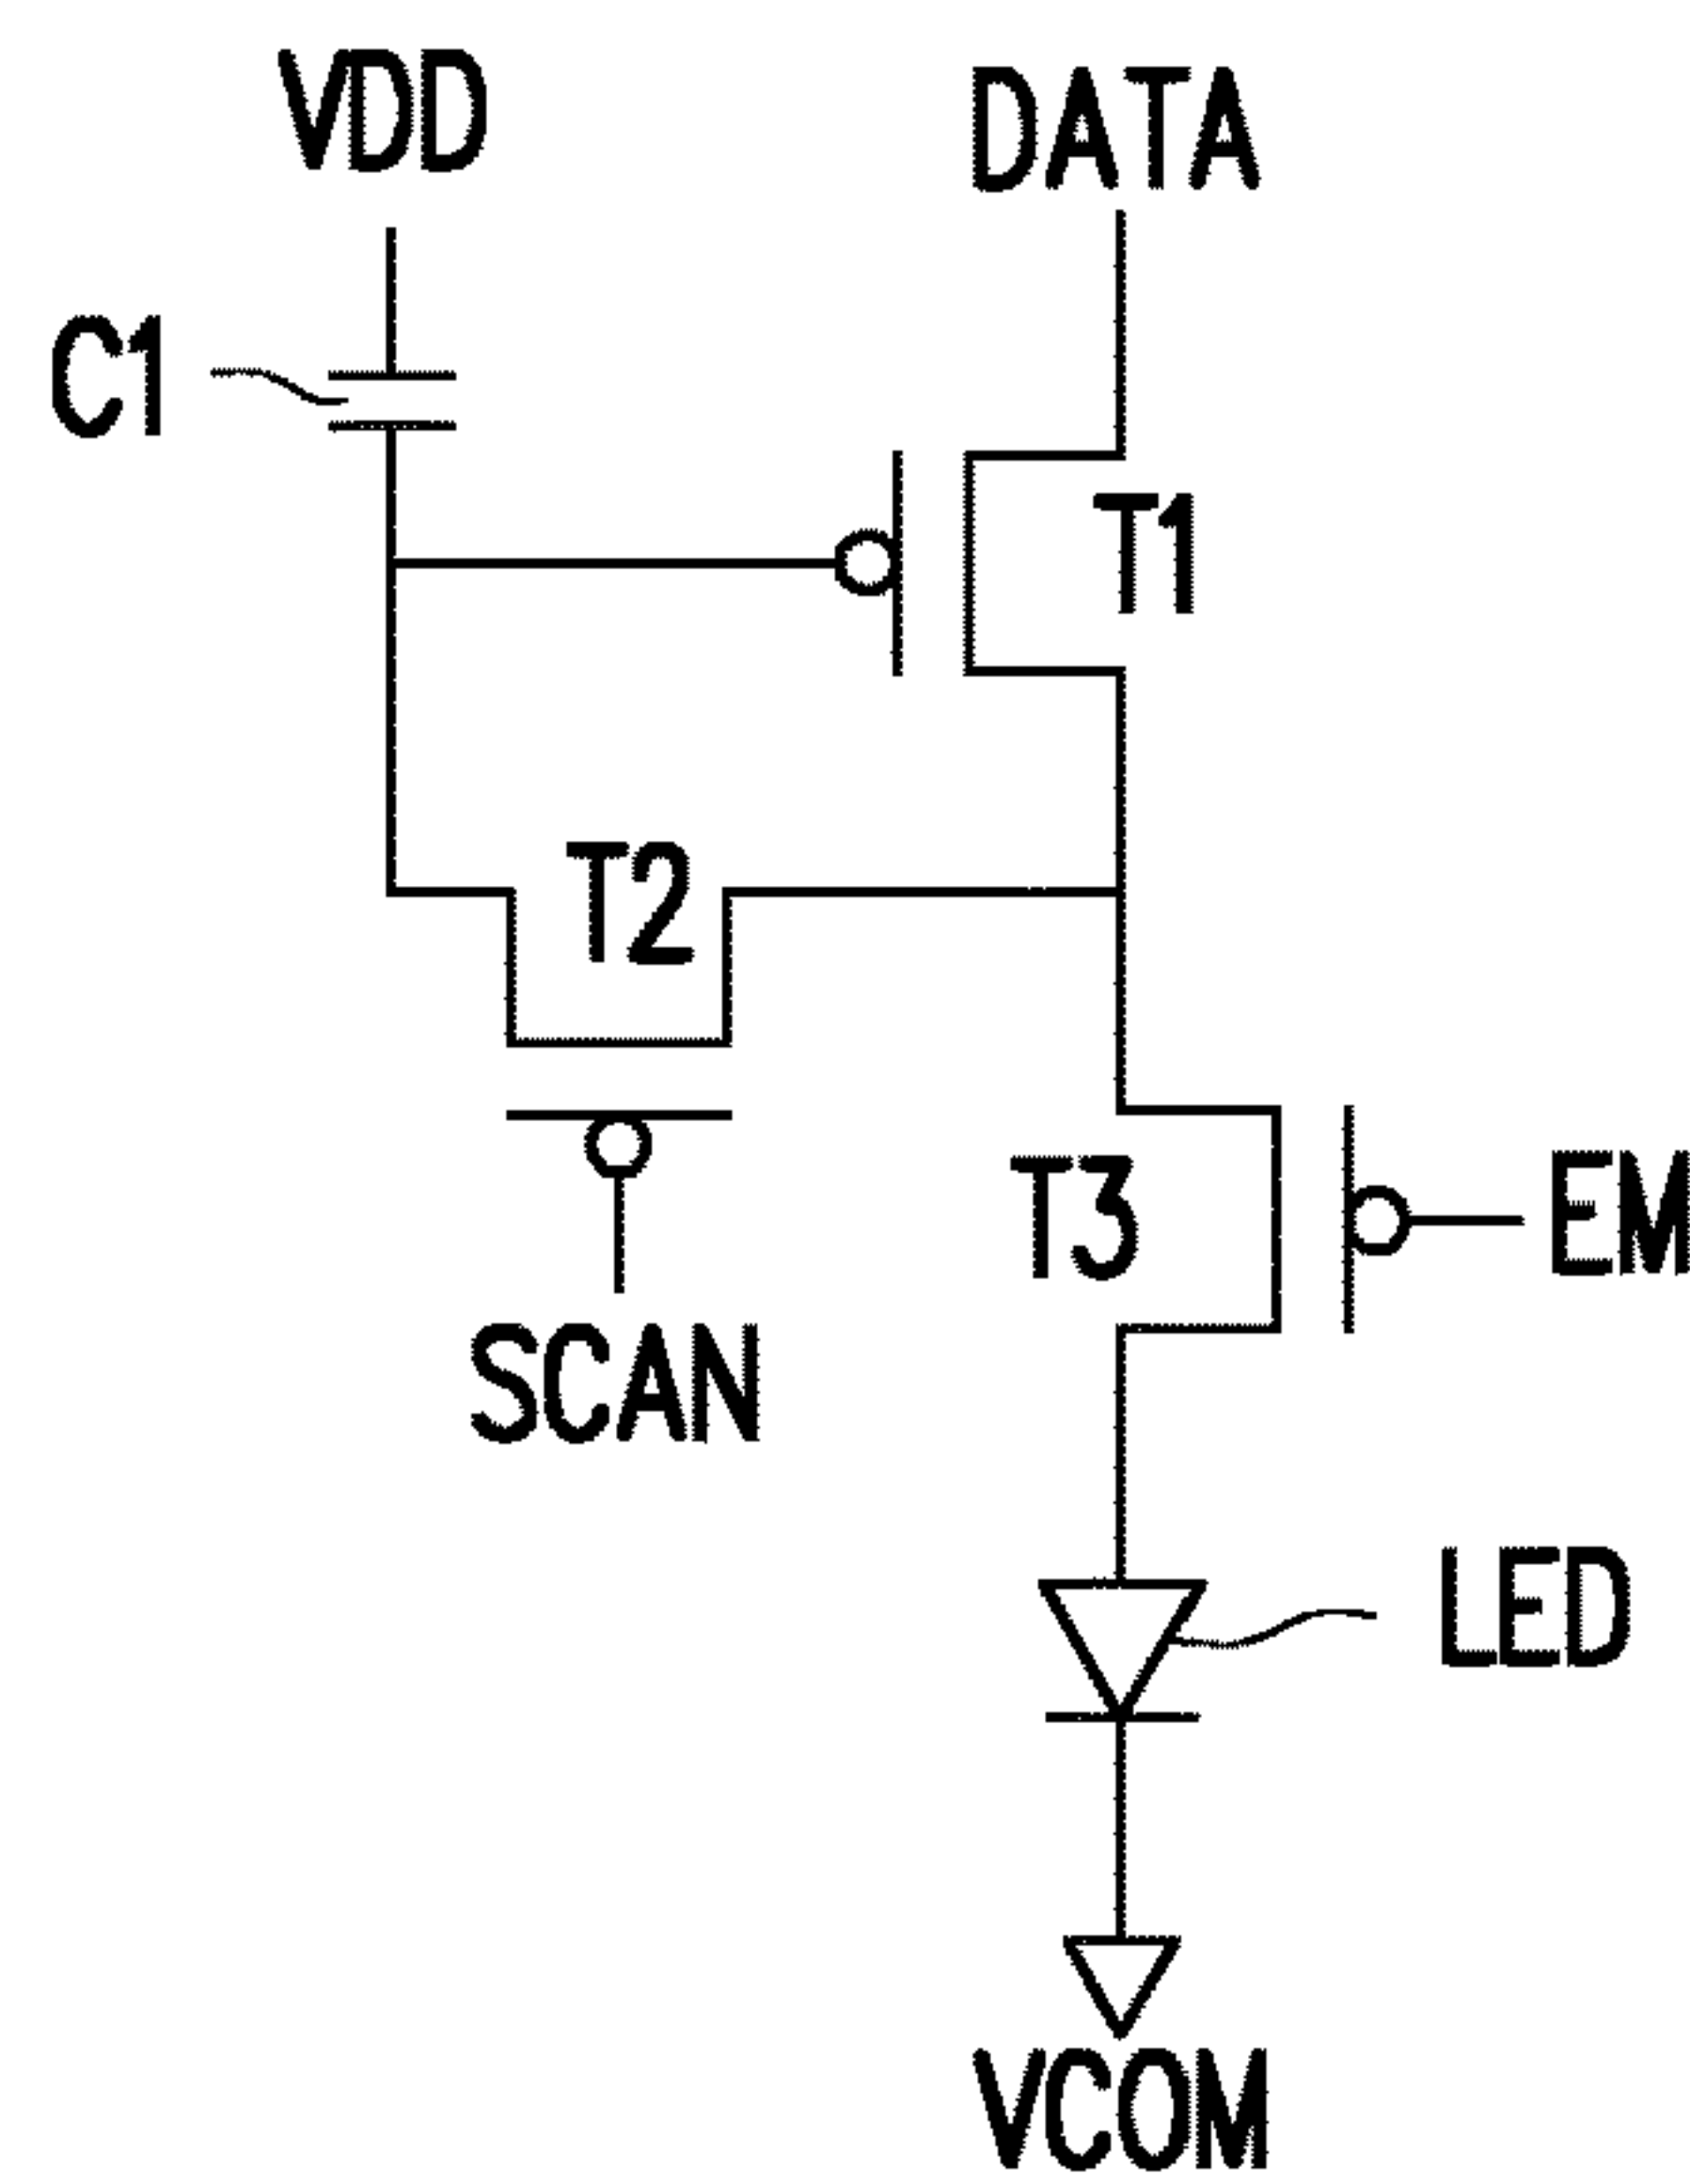 VDD
DATA
C1
T1
T2
T3
EM
SCAN
LED
VCOM